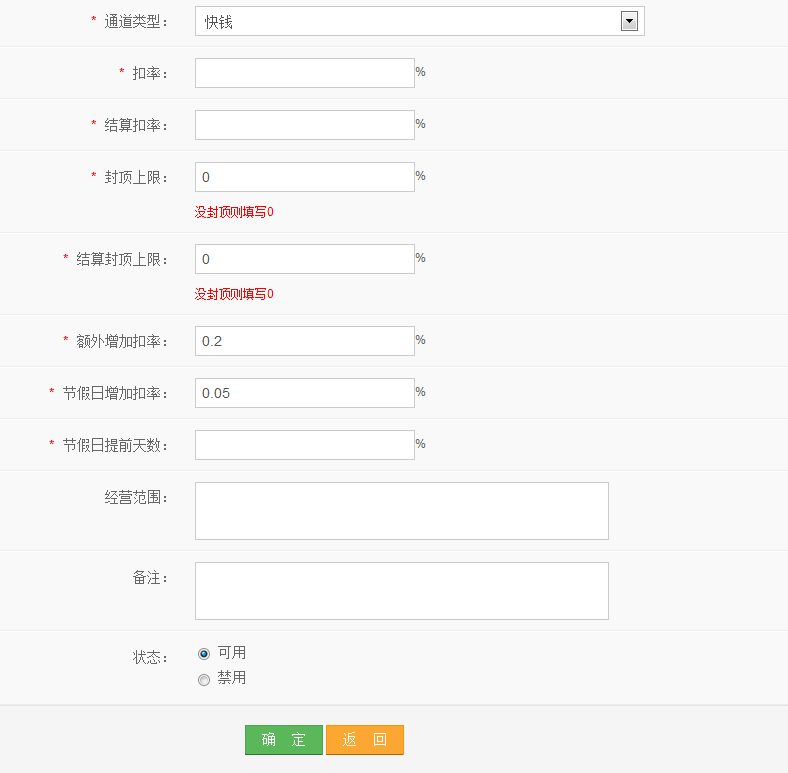 * 通道类型： 快钱
* 扣率： %
* 结算扣率： %
* 封顶上限： 0 %
没封顶则填写0
* 结算封顶上限： 0 %
没封顶则填写0
* 额外增加扣率： 0.2 %
* 节假日增加扣率： 0.05 %
* 节假日提前天数： %
经营范围：
备注：
状态： 可用
禁用
确 定 返 回